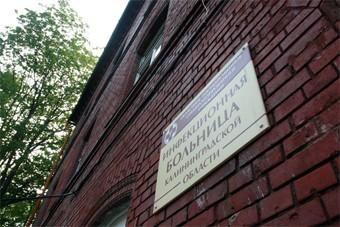 ИНФЕКЦИОННАЯ
БОЛЬНИЦА
КАЛИНИНГРАДСКОЙ
ОБЛАСТИ